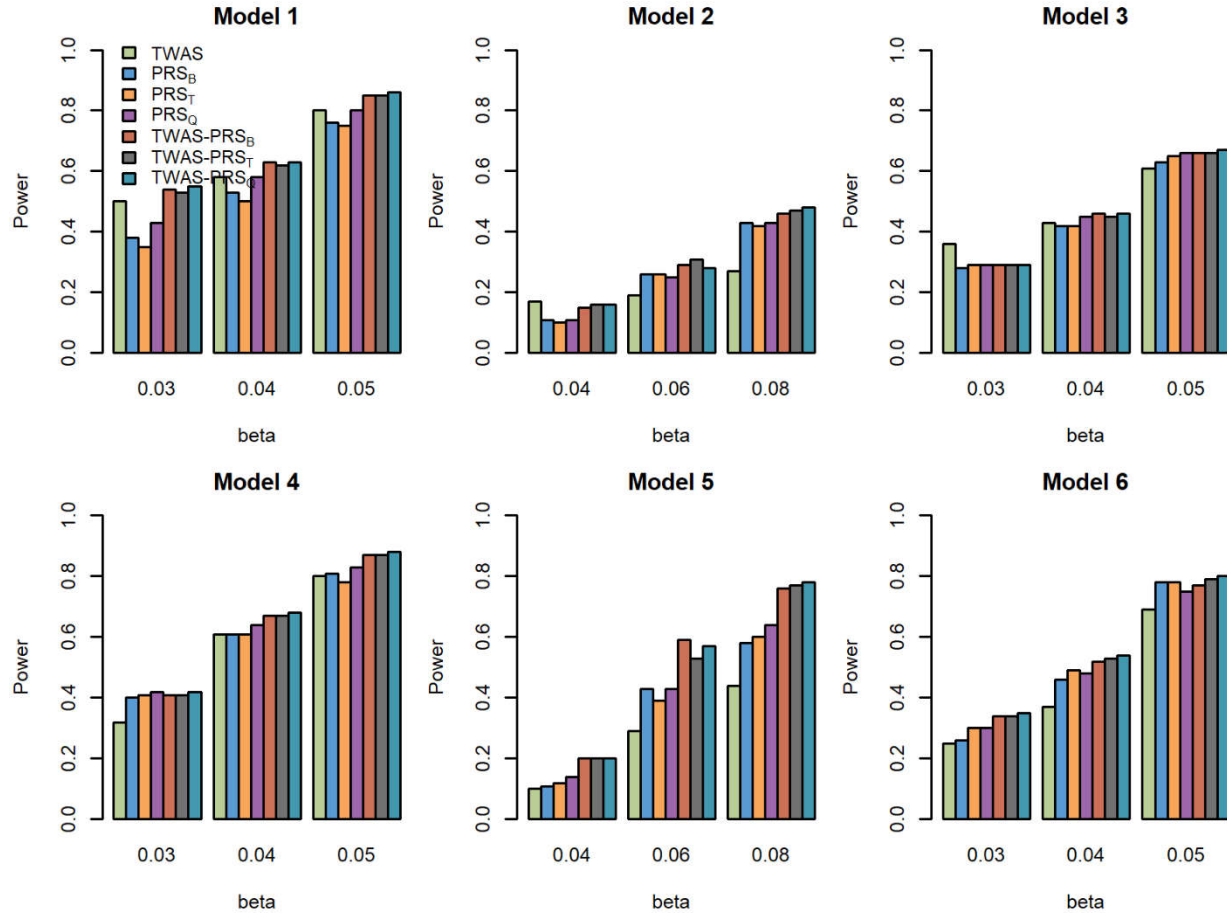 Model 1
TWAS
PRS_B
PRS_T
PRS_Q
TWAS-PRS_B
TWAS-PRS_T
TWAS-PRS_Q
Power
0.0
0.2
0.4
0.6
0.8
1.0
0.03 0.04 0.05
beta
Model 2
Power
0.0
0.2
0.4
0.6
0.8
1.0
0.04 0.06 0.08
beta
Model 3
Power
0.0
0.2
0.4
0.6
0.8
1.0
0.03 0.04 0.05
beta
Model 4
Power
0.0
0.2
0.4
0.6
0.8
1.0
0.03 0.04 0.05
beta
Model 5
Power
0.0
0.2
0.4
0.6
0.8
1.0
0.04 0.06 0.08
beta
Model 6
Power
0.0
0.2
0.4
0.6
0.8
1.0
0.03 0.04 0.05
beta